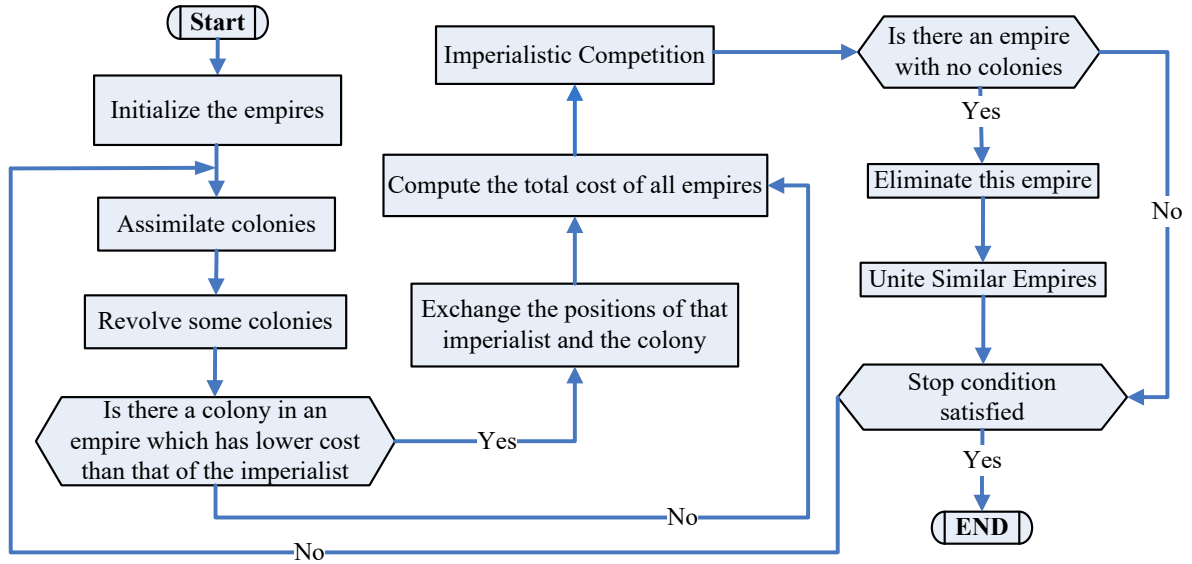 Start
Initialize the empires
Assimilate colonies
Revolve some colonies
Is there a colony in an
empire which has lower cost
than that of the imperialist
Yes
No
Exchange the positions of that
imperialist and the colony
Compute the total cost of all empires
Imperialistic Competition
Is there an empire
with no colonies
Yes
No
Eliminate this empire
Unite Similar Empires
Stop condition
satisfied
Yes
No
END